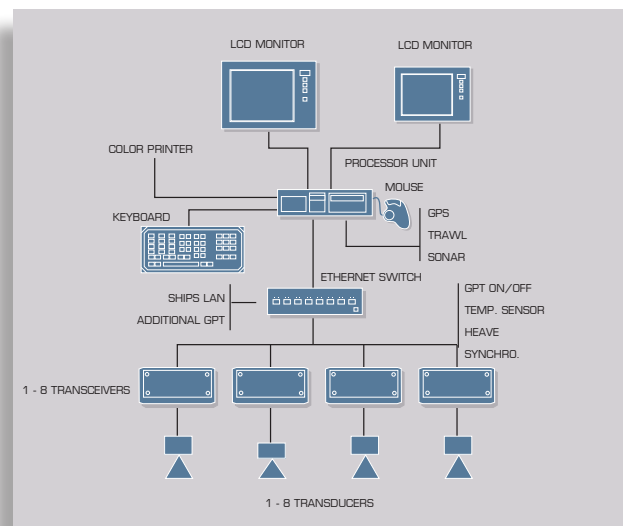 LCD MONITOR
LCD MONITOR
COLOR PRINTER
PROCESSOR UNIT
MOUSE
KEYBOARD
GPS
TRAWL
SONAR
ETHERNET SWITCH
SHIPS LAN
ADDITIONAL GPT
GPT ON/OFF
TEMP. SENSOR
HEAVE
SYNCHRO.
1 - 8 TRANSCEIVERS
1 - 8 TRANSDUCERS